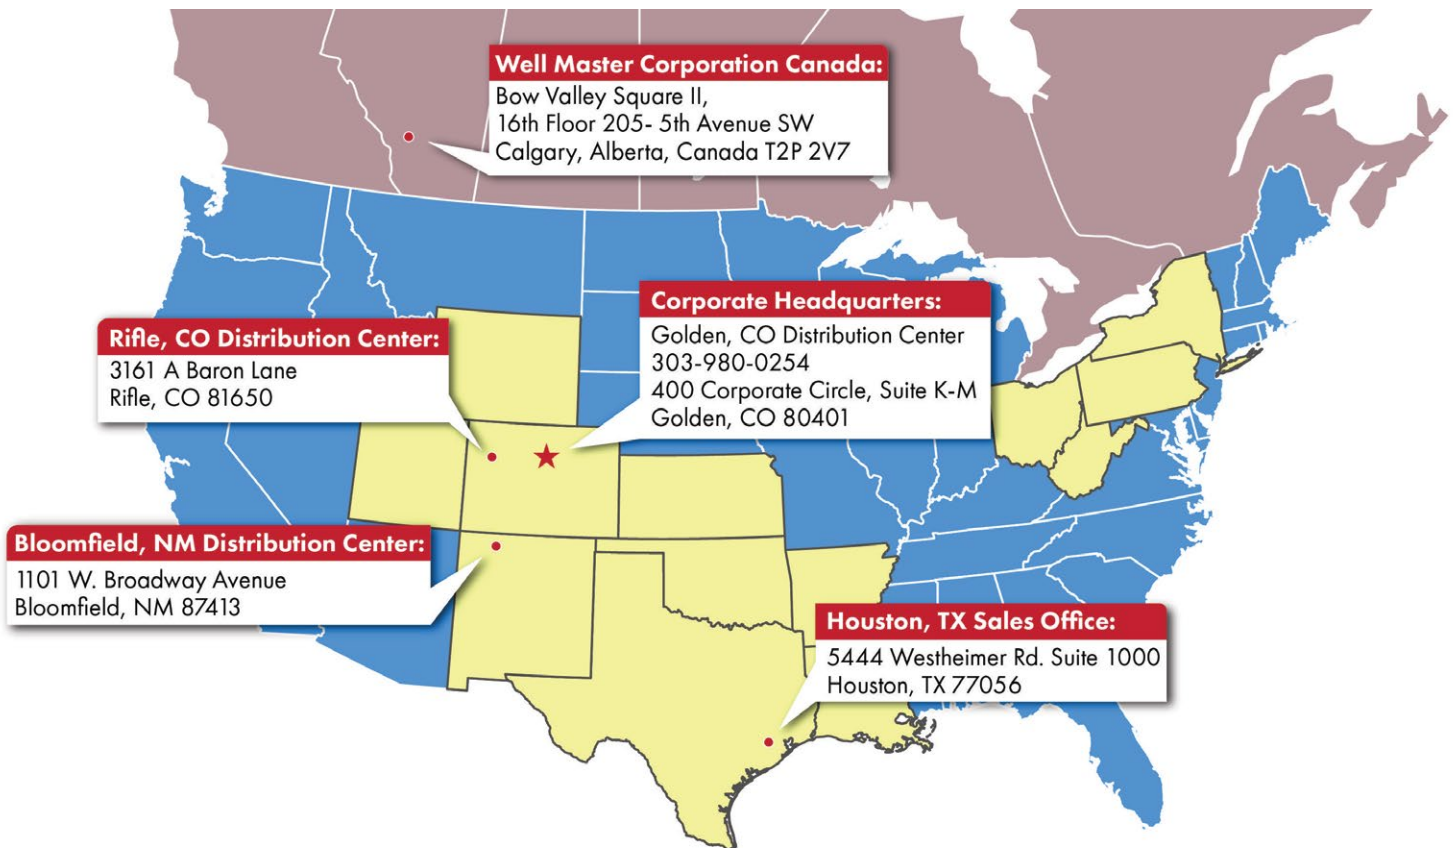 Well Master Corporation Canada:
Bow Valley Square II,
16th Floor 205- 5th Avenue SW
Calgary, Alberta, Canada T2P 2V7
Corporate Headquarters:
Golden, CO Distribution Center
303-980-0254
400 Corporate Circle, Suite K-M
Golden, CO 80401
Rifle, CO Distribution Center:
3161 A Baron Lane
Rifle, CO 81650
Bloomfield, NM Distribution Center:
1101 W. Broadway Avenue
Bloomfield, NM 87413
Houston, TX Sales Office:
5444 Westheimer Rd. Suite 1000
Houston, TX 77056